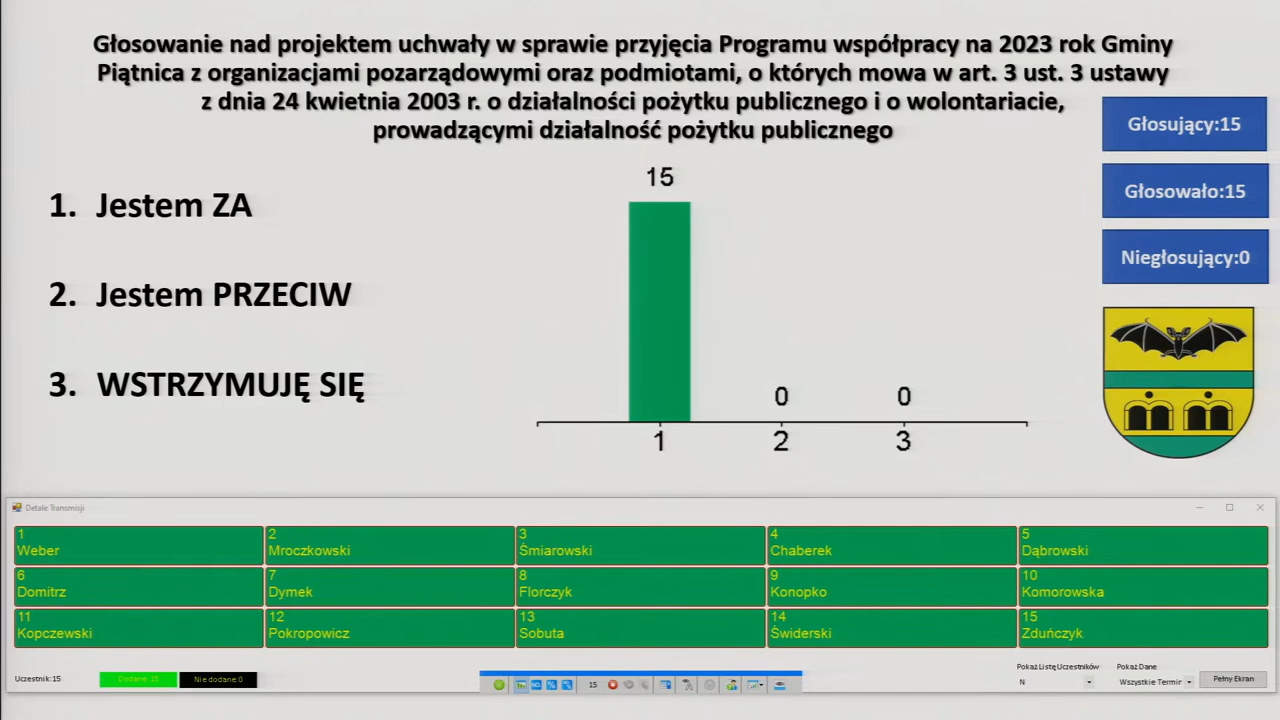 Głosowanie nad projektem uchwały w sprawie przyjęcia Programu współpracy na 2023 rok Gminy
Piątnica z organizacjami pozarządowymi oraz podmiotami, o których mowa w art. 3 ust. 3 ustawy
z dnia 24 kwietnia 2003 r. o działalności pożytku publicznego i o wolontariacie,
prowadzącymi działalność pożytku publicznego
Głosujący:15
Głosowało:15
Niegłosujący:0
1. Jestem ZA
2. Jestem PRZECIW
3. WSTRZYMUJĘ SIĘ
15
0
0
1
2
3
Detale Transmisji
1
Weber
2
Mroczkowski
3
Śmiarowski
4
Chaberek
5
Dąbrowski
6
Domitrz
7
Dymek
8
Florczyk
9
Konopko
10
Komorowska
11
Kopczewski
12
Pokropowicz
13
Sobuta
14
Świderski
15
Zduńczyk
Uczestnik:15
Dodane:15
Nie dodane:0
15
Pokaż Listę Uczestników
N
Pokaż Dane
Wszystkie Termir
Pełny Ekran